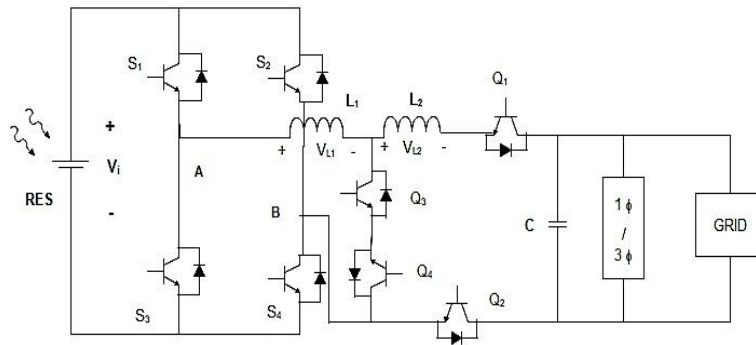 S1
S2
Q1
L1
L2
+
+
VL1
-
+
VL2
-
Vi
A
RES
-
B
Q3
C
1 ϕ
/
3 ϕ
GRID
Q4
Q2
S3
S4